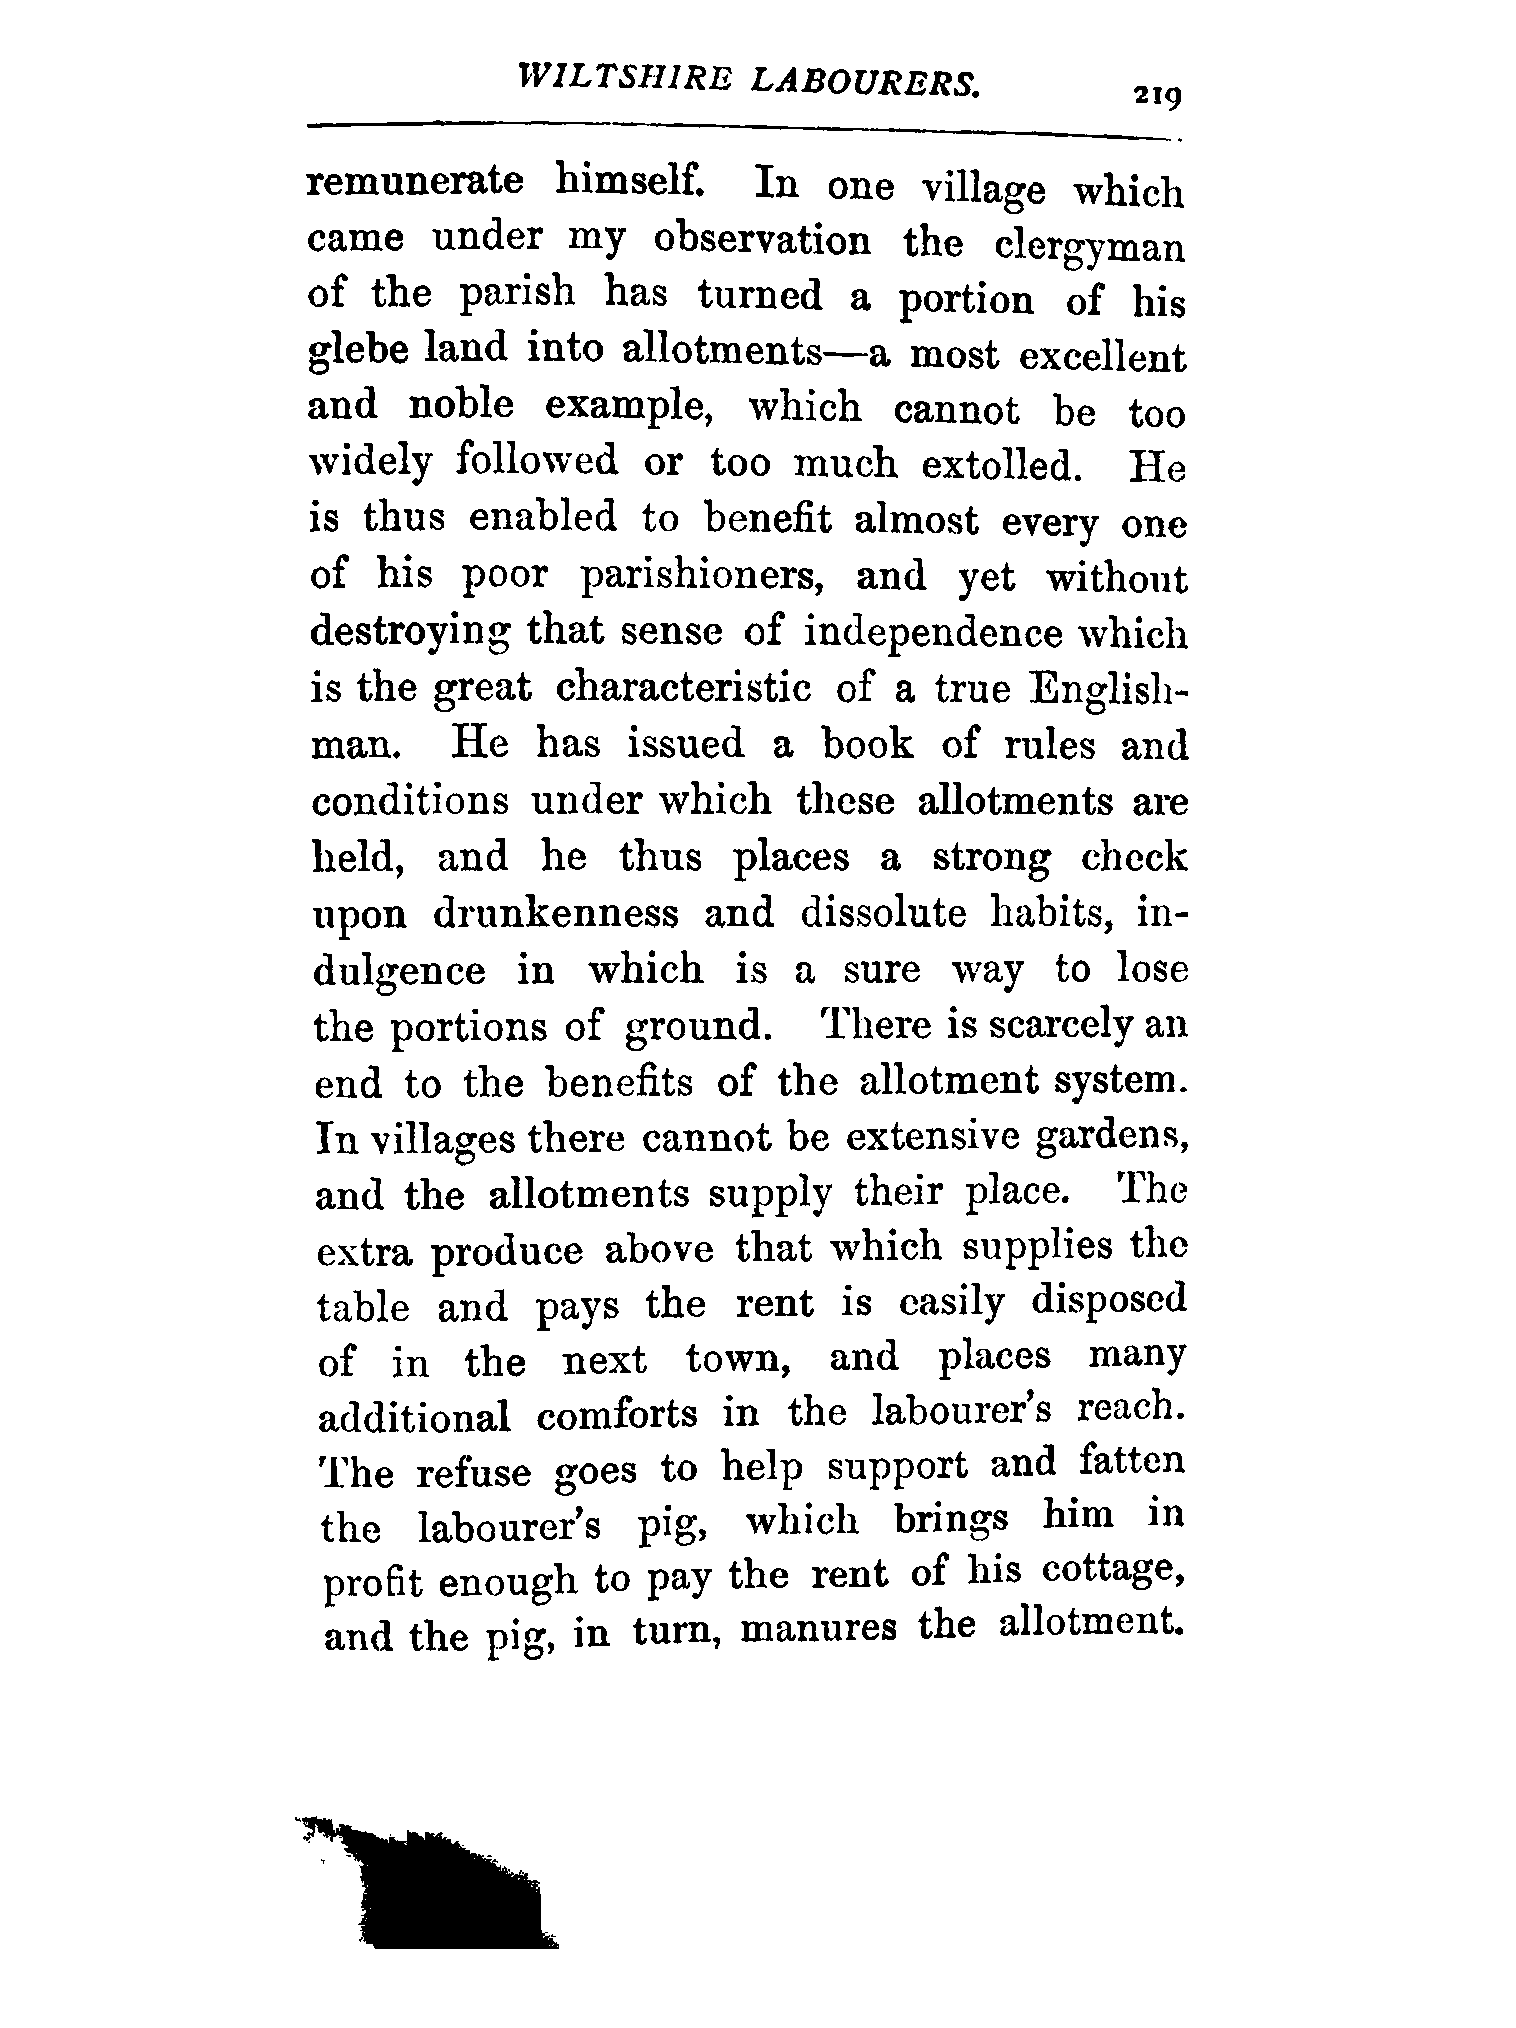 WILTSHIRE LABOURERS. 219
remunerate himself. In one village which
came under my observation the clergyman
of the parish has turned a portion of his
glebe land into allotments—a most excellent
and noble example, which cannot be too
widely followed or too much extolled. He
is thus enabled to benefit almost every one
of his poor parishioners, and yet without
destroying that sense of independence which
is the great characteristic of a true English-
man. He has issued a book of rules and
conditions under which these allotments are
held, and he thus places a strong check
upon drunkenness and dissolute habits, in-
dulgence in which is a sure way to lose
the portions of ground. There is scarcely an
end to the benefits of the allotment system.
In villages there cannot be extensive gardens,
and the allotments supply their place. The
extra produce above that which supplies the
table and pays the rent is easily disposed
of in the next town, and places many
additional comforts in the labourer's reach.
The refuse goes to help support and fatten
the labourer's pig, which brings him in
profit enough to pay the rent of his cottage,
and the pig, in turn, manures the allotment.